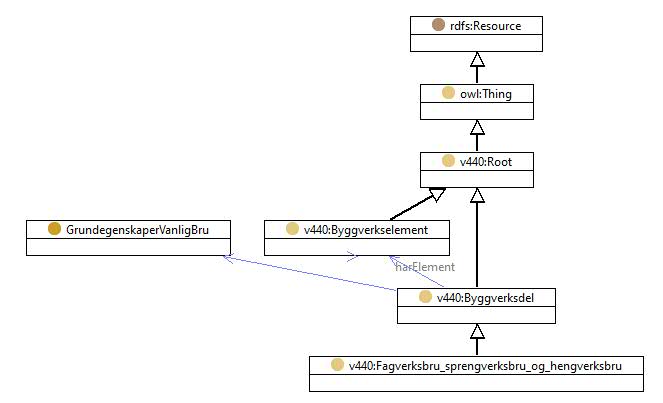 rdfs:Resource
owl:Thing
v440:Root
GrundegenskaperVanligBru
v440:Byggverkselement
harElement
v440:Byggverksdel
v440:Fagverksbru_sprengverksbru_og_hengverksbru